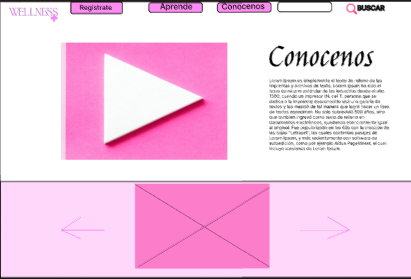 WELLNESS
Registrate
Aprende
Conócenos
BUSCAR
Conocenos
Lorem Ipsum es simplemente el texto de relleno de las
imprentas y archivos de texto. Lorem Ipsum ha sido el
texto de relleno estándar de las industrias desde el año
1500, cuando un impresor (N. del T. persona que se
dedica a la imprenta) desconocido usó una galería de
textos y los mezcló de tal manera que logró hacer un libro
de textos especimen. No sólo sobrevivió 500 años, sino
que tambien ingresó como texto de relleno en
documentos electrónicos, quedando esencialmente igual
al original. Fue popularizado en los 60s con la creación de
las hojas "Letraset", las cuales contenian pasajes de
Lorem Ipsum, y más recientemente con software de
autoedición, como por ejemplo Aldus PageMaker, el cual
incluye versiones de Lorem Ipsum.